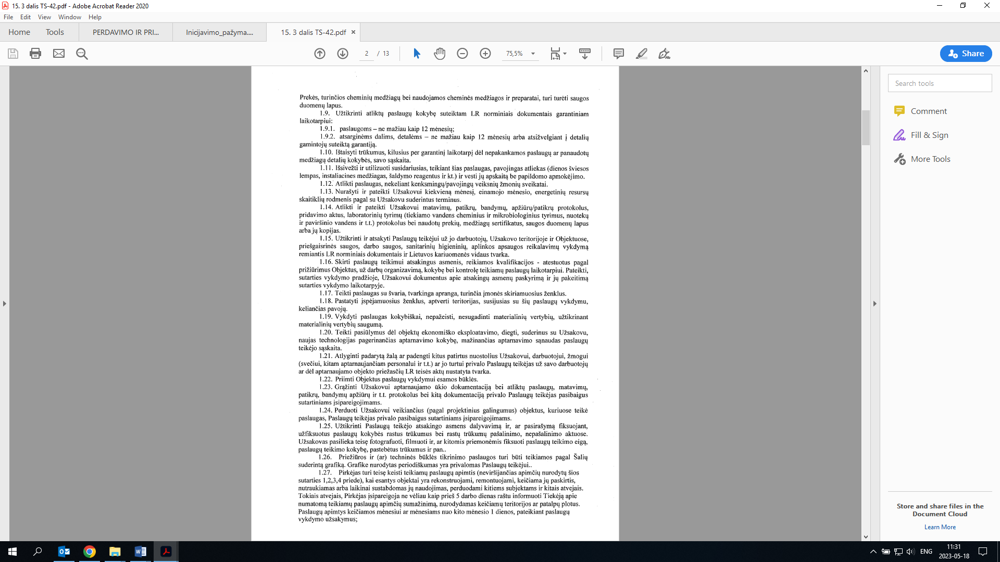 15. 3 dalis TS-42.pdf - Adobe Acrobat Reader 2020
File Edit View Window Help
Home Tools PERDAVIMO IR PRI... Inicijavimo_pažyma.... 15. 3 dalis TS-42.pdf
2 / 13 75,5% Share
Search tools
Comment
Fill & Sign
More Tools
Prekės, turinčios cheminių medžiagų bei naudojamos cheminės medžiagos ir preparatai, turi turėti saugos
duomenų lapus.
1.9. Užtikrinti atliktų paslaugų kokybę suteiktam LR norminiais dokumentais garantiniam
laikotarpiui:
1.9.1. paslaugoms – ne mažiau kaip 12 mėnesių;
1.9.2. atsarginėms dalims, detalėms – ne mažiau kaip 12 mėnesių arba atsižvelgiant į detalių
gamintojų suteiktą garantiją.
1.10. Ištaisyti trūkumus, kilusius per garantinį laikotarpį dėl nepakankamos paslaugų ar panaudotų
medžiagų detalių kokybės, savo sąskaita.
1.11. Išsivežti ir utilizuoti susidariusias, teikiant šias paslaugas, pavojingas atliekas (dienos šviesos
lempas, instaliacines medžiagas, šaldymo reagentus ir kt.) ir vesti jų apskaitą be papildomo apmokėjimo.
1.12. Atlikti paslaugas, nekeliant kenksmingų/pavojingų veiksnių žmonių sveikatai.
1.13. Nurašyti ir pateikti Užsakovui kiekvieną mėnesį, einamojo mėnesio, energetinių resursų
skaitiklių rodmenis pagal su Užsakovu suderintus terminus.
1.14. Atlikti ir pateikti Užsakovui matavimų, patikrų, bandymų, apžiūrų/patikrų protokolus,
pridavimo aktus, laboratorinių tyrimų (tiekiamo vandens cheminius ir mikrobiologinius tyrimus, nuotekų
ir paviršinio vandens ir t.t.) protokolus bei naudotų prekių, medžiagų sertifikatus, saugos duomenų lapus
arba jų kopijas.
1.15. Užtikrinti ir atsakyti Paslaugų teikėjui už jo darbuotojų, Užsakovo teritorijoje ir Objektuose,
priešgaisrinės saugos, darbo saugos, sanitarinių higieninių, aplinkos apsaugos reikalavimų vykdymą
remiantis LR norminiais dokumentais ir Lietuvos kariuomenės vidaus tvarka.
1.16. Skirti paslaugų teikimui atsakingus asmenis, reikiamos kvalifikacijos - atestuotus pagal
prižiūrimus Objektus, už darbų organizavimą, kokybę bei kontrolę teikiamų paslaugų laikotarpiui. Pateikti,
sutarties vykdymo pradžioje, Užsakovui dokumentus apie atsakingų asmenų paskyrimą ir jų pakeitimą
sutarties vykdymo laikotarpyje.
1.17. Teikti paslaugas su švaria, tvarkinga apranga, turinčia įmonės skiriamuosius ženklus.
1.18. Pastatyti įspėjamuosius ženklus, aptverti teritorijas, susijusias su šių paslaugų vykdymu,
keliančias pavojų.
1.19. Vykdyti paslaugas kokybiškai, nepažeisti, nesugadinti materialinių vertybių, užtikrinant
materialinių vertybių saugumą.
1.20. Teikti pasiūlymus dėl objektų ekonomiško eksploatavimo, diegti, suderinus su Užsakovu,
naujas technologijas pagerinančias aptarnavimo kokybę, mažinančias aptarnavimo sąnaudas paslaugų
teikėjo sąskaita.
1.21. Atlyginti padarytą žalą ar padengti kitus patirtus nuostolius Užsakovui, darbuotojui, žmogui
(svečiui, kitam aptarnaujančiam personalui ir t.t.) ar jo turtui privalo Paslaugų teikėjas už savo darbuotojų
ar dėl aptarnaujamo objekto priežasčių LR teisės aktų nustatyta tvarka.
1.22. Priimti Objektus paslaugų vykdymui esamos būklės.
1.23. Grąžinti Užsakovui aptarnaujamo ūkio dokumentaciją bei atliktų paslaugų, matavimų,
patikrų, bandymų apžiūrų ir t.t. protokolus bei kitą dokumentaciją privalo Paslaugų teikėjas pasibaigus
sutartiniams įsipareigojimams.
1.24. Perduoti Užsakovui veikiančius (pagal projektinius galingumus) objektus, kuriuose teikė
paslaugas, Paslaugų teikėjas privalo pasibaigus sutartiniams įsipareigojimams.
1.25. Užtikrinti Paslaugų teikėjo atsakingo asmens dalyvavimą ir, ar pasirašymą fiksuojant,
užfiksuotus paslaugų kokybės rastus trūkumus bei rastų trūkumų pašalinimo, nepašalinimo aktuose.
Užsakovas pasilieka teisę fotografuoti, filmuoti ir, ar kitomis priemonėmis fiksuoti paslaugų teikimo eigą,
paslaugų teikimo kokybę, pastebėtus trūkumus ir pan..
1.26. Priežiūros ir (ar) techninės būklės tikrinimo paslaugos turi būti teikiamos pagal Šalių
suderintą grafiką. Grafike nurodytas periodiškumas yra privalomas Paslaugų teikėjui..
1.27. Pirkėjas turi teisę keisti teikiamų paslaugų apimtis (neviršijančias apimčių nurodytų šios
sutarties 1,2,3,4 priede), kai esantys objektai yra rekonstruojami, remontuojami, keičiama jų paskirtis,
nutraukiamas arba laikinai sustabdomas jų naudojimas, perduodami kitiems subjektams ir kitais atvejais.
Tokiais atvejais, Pirkėjas įsipareigoja ne vėliau kaip prieš 5 darbo dienas raštu informuoti Tiekėją apie
numatomą teikiamų paslaugų apimčių sumažinimą, nurodydamas keičiamų teritorijos ar patalpų plotus.
Paslaugų apimtys keičiamos mėnesiui ar mėnesiams nuo kito mėnesio 1 dienos, pateikiant paslaugų
vykdymo užsakymus;
Store and share files in the
Document Cloud
Learn More
ENG 11:31
2023-05-18